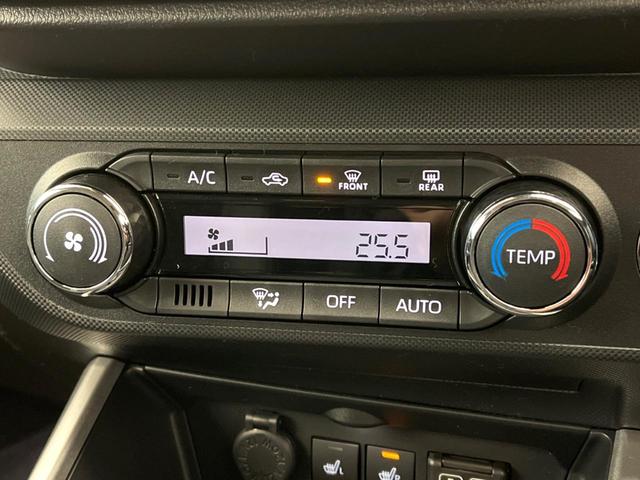 A/C
FRONT
REAR
25.5
TEMP
OFF
AUTO
L